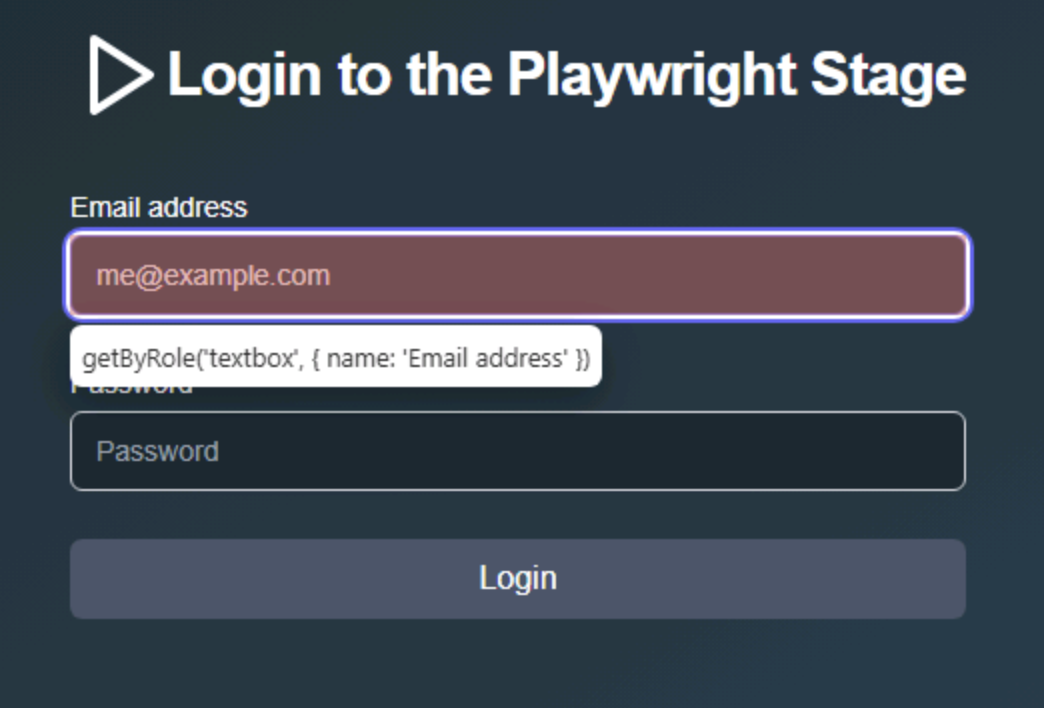 Login to the Playwright Stage
Email address
me@example.com
getByRole('textbox', { name: 'Email address' })
Password
Password
Login